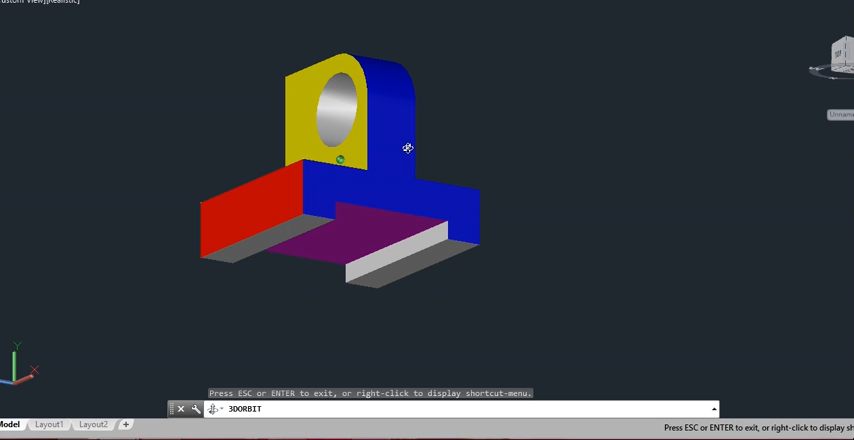 Custom View][Realistic]
Unname
Y
X
Press ESC or ENTER to exit, or right-click to display shortcut-menu.
3DORBIT
Model
Layout1
Layout2
+
Press ESC or ENTER to exit, or right-click to display sh